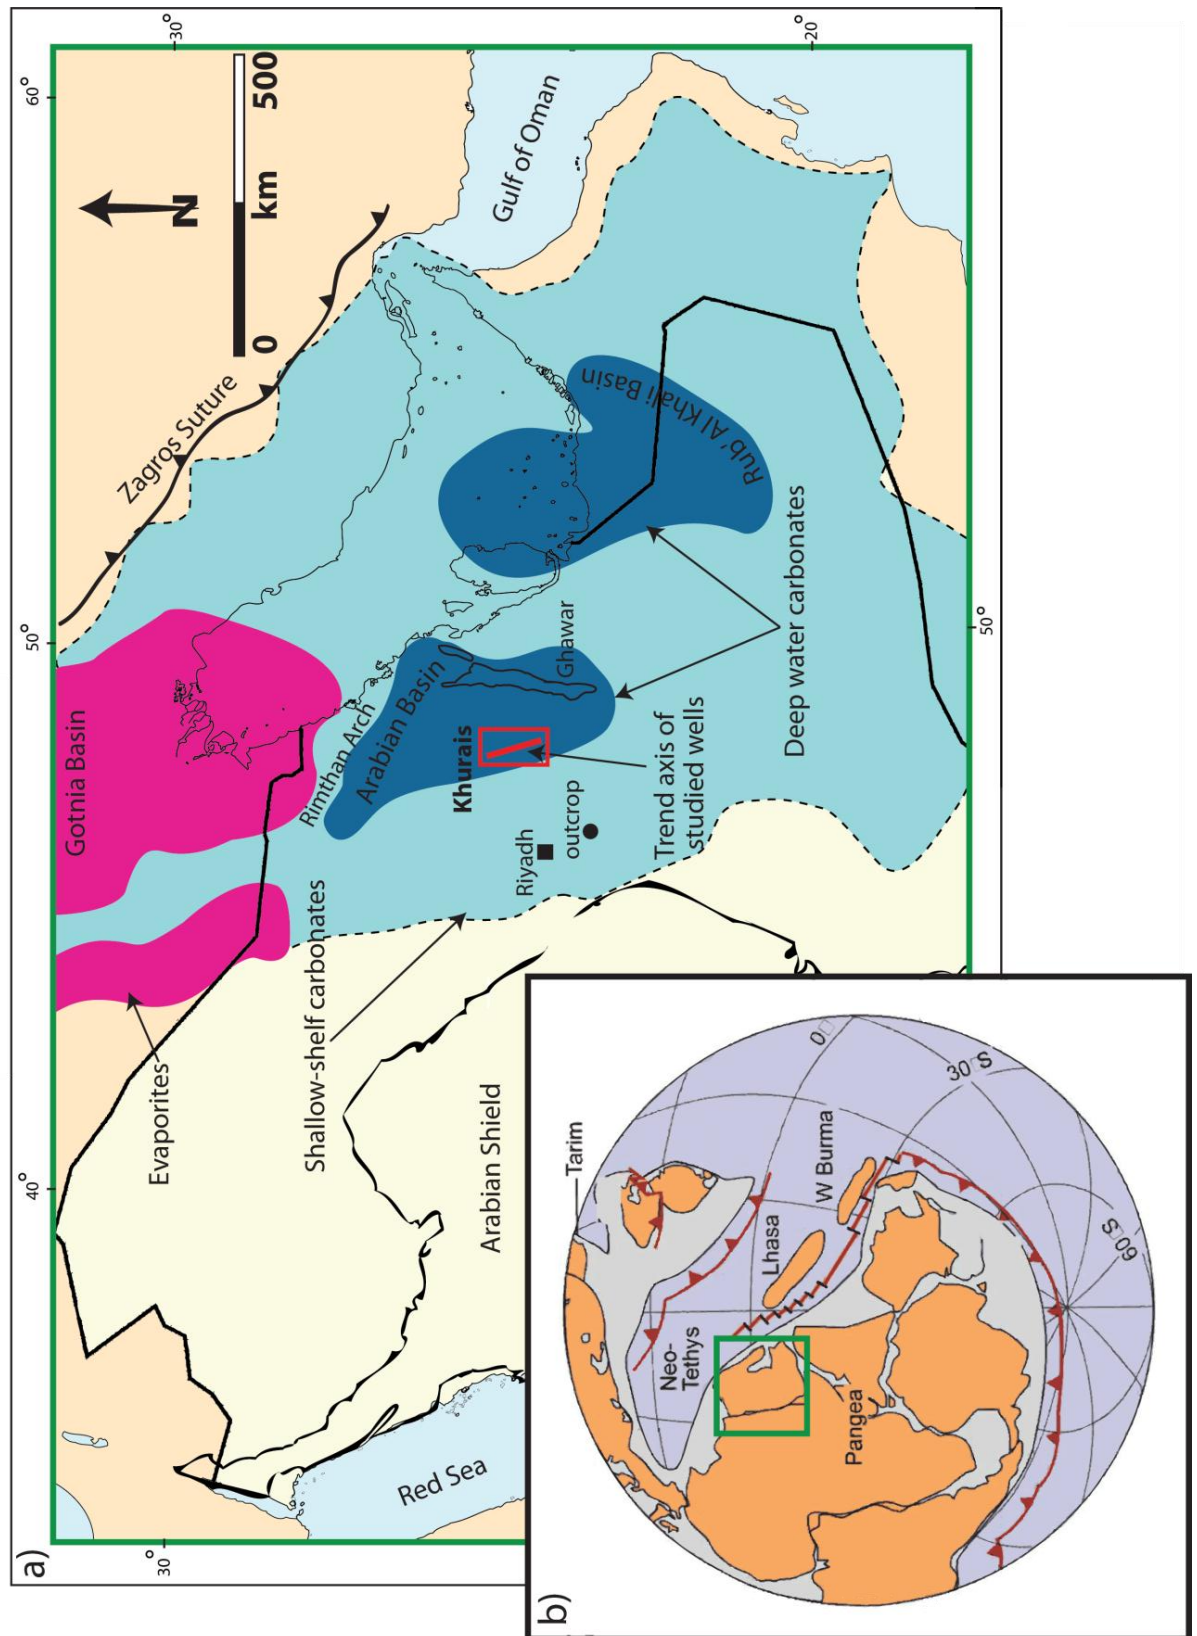 a)
30°
40°
50°
60°
Gotnia Basin
Zagros Suture
N
0
km
500
Evaporites
Rimthan Arch
Arabian Basin
Shallow-shelf carbonates
Khurais
Ghawar
Gulf of Oman
Riyadh
outcrop
Rub'Al Khali Basin
Arabian Shield
Trend axis of
studied wells
Deep water carbonates
Red Sea
30°
20°
50°
b)
Tarim
Neo-
Tethys
Lhasa
W Burma
Pangea
0□
30□S
60□S